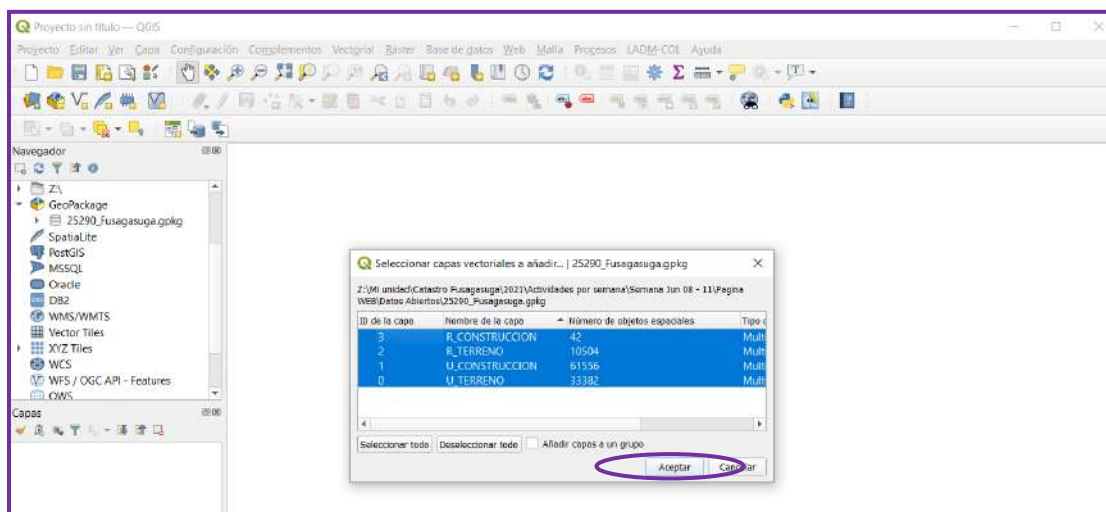 Proyecto sin título — QGIS
Proyecto Editar Ver Capa Configuración Complementos Vectorial Ráster Base de datos Web Malla Procesos LADM-COL Ayuda
Navegador
Z:\
GeoPackage
25290_Fusagasuga.gpkg
SpatiaLite
PostGIS
MSSQL
Oracle
DB2
WMS/WMTS
Vector Tiles
XYZ Tiles
WCS
WFS / OGC API - Features
OWS
Capas
Seleccionar capas vectoriales a añadir... | 25290_Fusagasuga.gpkg
Z:\Mi unidad\Catastro Fusagasuga\2021\Actividades por semana\Semana Jun 08 - 11\Pagina
WEB\Datos Abiertos\25290_Fusagasuga.gpkg
ID de la capa Nombre de la capa Número de objetos espaciales Tipo
3 R_CONSTRUCCION 42 Multi
2 R_TERRENO 10504 Multi
1 U_CONSTRUCCION 61556 Multi
0 U_TERRENO 33382 Multi
Seleccionar todo Deseleccionar todo Añadir capas a un grupo
Aceptar Cancelar